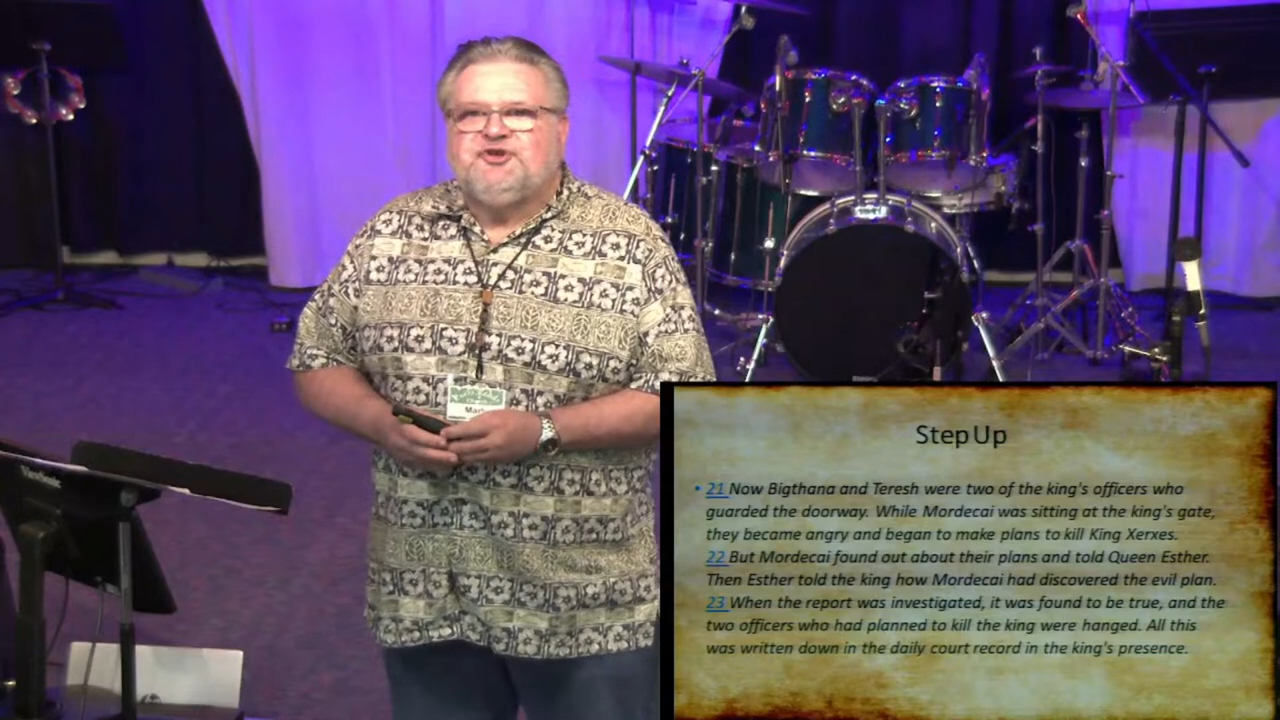 ViewSonic
Mark
Step Up
• 21 Now Bigthana and Teresh were two of the king's officers who
guarded the doorway. While Mordecai was sitting at the king's gate,
they became angry and began to make plans to kill King Xerxes.
22 But Mordecai found out about their plans and told Queen Esther.
Then Esther told the king how Mordecai had discovered the evil plan.
23 When the report was investigated, it was found to be true, and the
two officers who had planned to kill the king were hanged. All this
was written down in the daily court record in the king's presence.